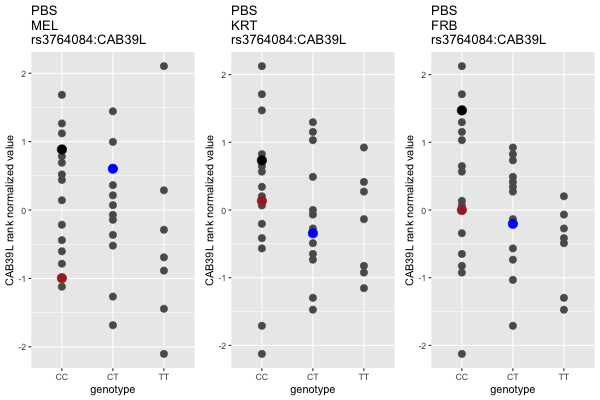 PBS
MEL
rs3764084:CAB39L
CAB39L rank normalized value
2
1
0
-1
-2
CC
CT
TT
genotype
PBS
KRT
rs3764084:CAB39L
CAB39L rank normalized value
2
1
0
-1
-2
CC
CT
TT
genotype
PBS
FRB
rs3764084:CAB39L
CAB39L rank normalized value
2
1
0
-1
-2
CC
CT
TT
genotype